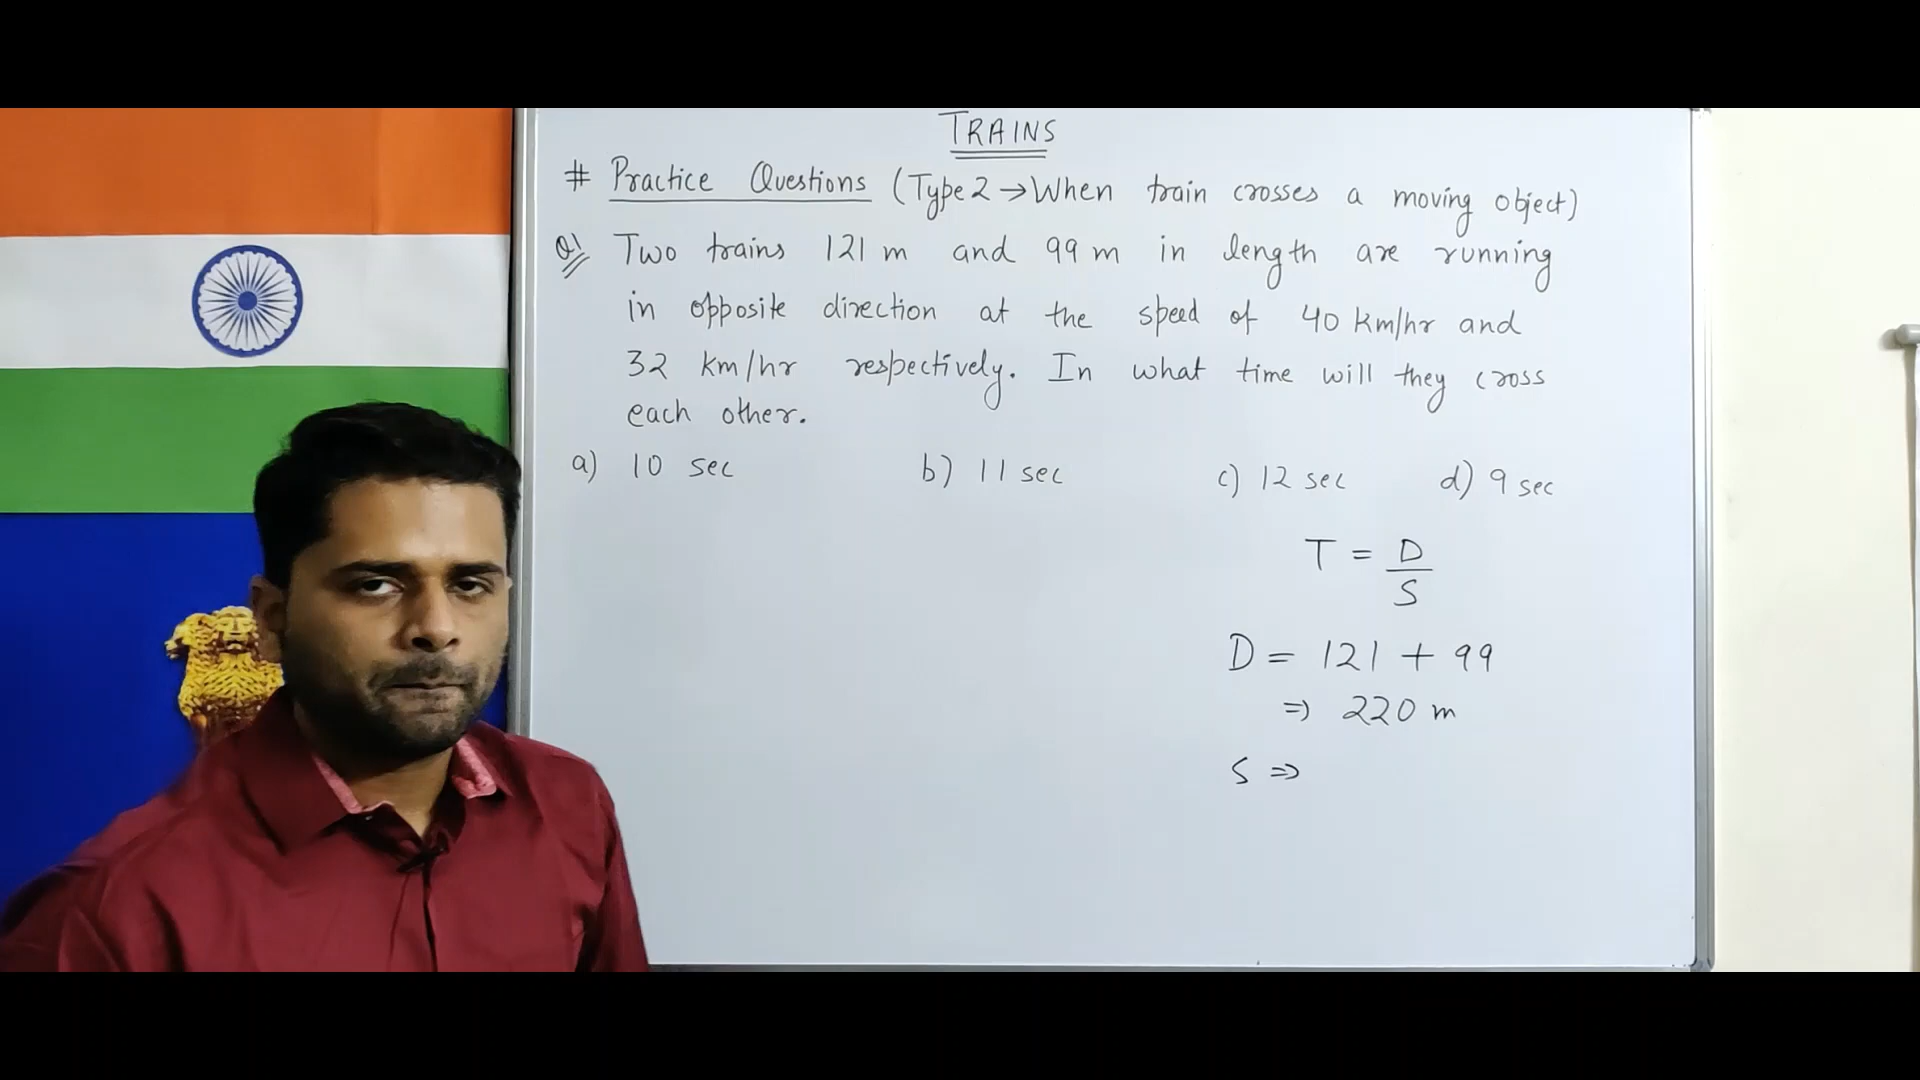 TRAINS
# Practice Questions (Type 2 → When train crosses a moving object)
Q1 Two trains 121 m and 99 m in length are running
in opposite direction at the speed of 40 km/hr and
32 km/hr respectively. In what time will they cross
each other.
a) 10 sec b) 11 sec c) 12 sec d) 9 sec
T = D/S
D = 121 + 99
⇒ 220 m
S ⇒